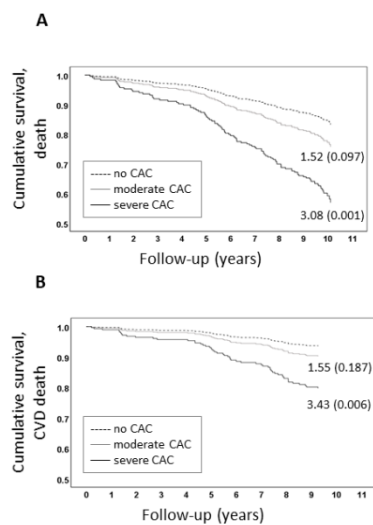 A
Cumulative survival,
death
1.0
0.9
0.8
0.7
0.6
0.5
no CAC
moderate CAC
severe CAC
1.52 (0.097)
3.08 (0.001)
0 1 2 3 4 5 6 7 8 9 10 11
Follow-up (years)
B
Cumulative survival,
CVD death
1.0
0.9
0.8
0.7
0.6
0.5
1.55 (0.187)
3.43 (0.006)
no CAC
moderate CAC
severe CAC
0 1 2 3 4 5 6 7 8 9 10 11
Follow-up (years)